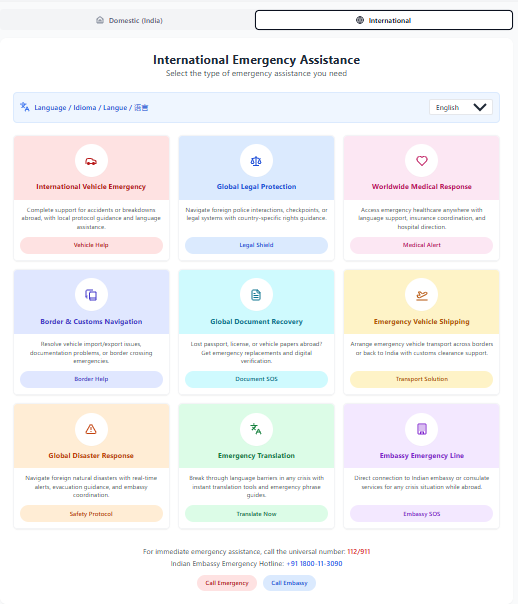 Domestic (India)
International
International Emergency Assistance
Select the type of emergency assistance you need
Language / Idioma / Langue / 语言
English
International Vehicle Emergency
Complete support for accidents or breakdowns
abroad, with local protocol guidance and language
assistance.
Vehicle Help
Global Legal Protection
Navigate foreign police interactions, checkpoints, or
legal systems with country-specific rights guidance.
Legal Shield
Worldwide Medical Response
Access emergency healthcare anywhere with
language support, insurance coordination, and
hospital direction.
Medical Alert
Border & Customs Navigation
Resolve vehicle import/export issues,
documentation problems, or border crossing
emergencies.
Border Help
Global Document Recovery
Lost passport, license, or vehicle papers abroad?
Get emergency replacements and digital
verification.
Document SOS
Emergency Vehicle Shipping
Arrange emergency vehicle transport across borders
or back to India with customs clearance support.
Transport Solution
Global Disaster Response
Navigate foreign natural disasters with real-time
alerts, evacuation guidance, and embassy
coordination.
Safety Protocol
Emergency Translation
Break through language barriers in any crisis with
instant translation tools and emergency phrase
guides.
Translate Now
Embassy Emergency Line
Direct connection to Indian embassy or consulate
services for any crisis situation while abroad.
Embassy SOS
For immediate emergency assistance, call the universal number: 112/911
Indian Embassy Emergency Hotline: +91 1800-11-3090
Call Emergency
Call Embassy